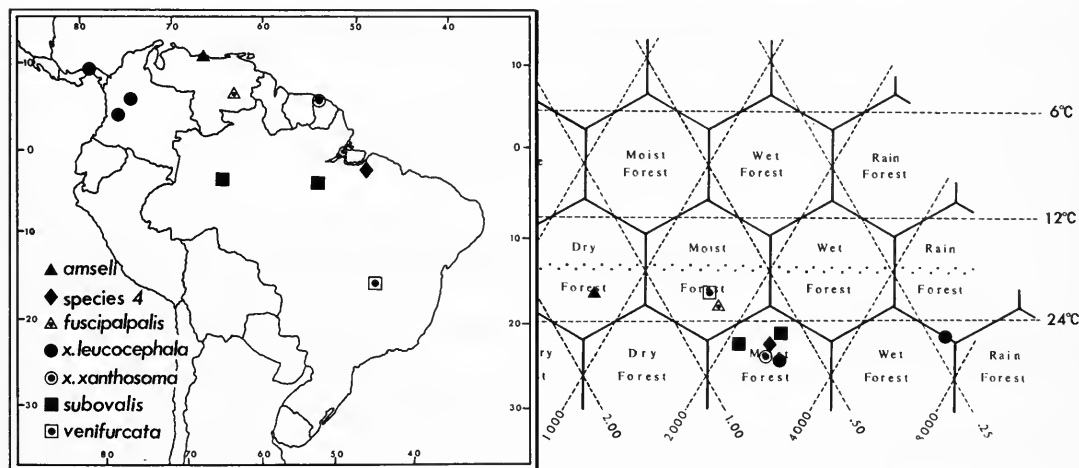 80 70 60 50 40
10
0
10
20
30
▲ amseli
◆ species 4
fuscipalpalis
● x. leucocephala
x. xanthosoma
■ subovalis
venifurcata
80 70 60 50 40
10
0
10
20
30
6°C
12°C
24°C
Moist Forest
Wet Forest
Rain Forest
Dry Forest
Moist Forest
Wet Forest
Rain Forest
Dry Forest
Moist Forest
Wet Forest
Rain Forest
1000 2.00 2000 1.00 4000 .50 8000 .25